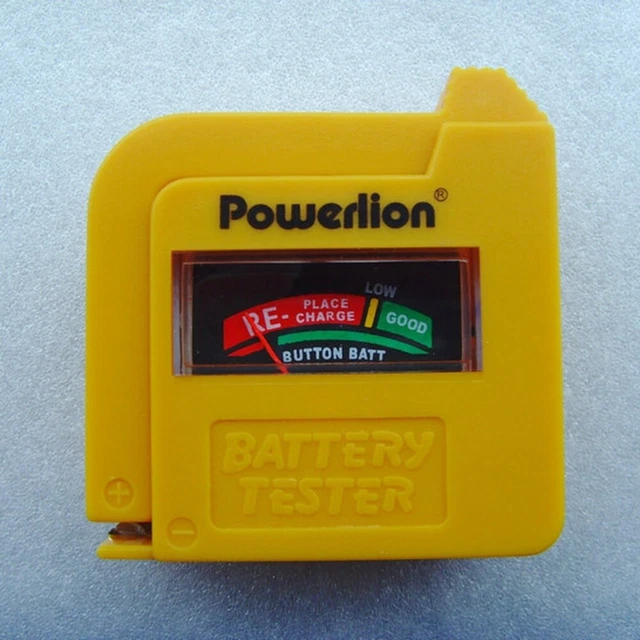 Powerlion®
LOW
RE- PLACE
CHARGE
GOOD
BUTTON BATT
BATTERY
TESTER
+
−